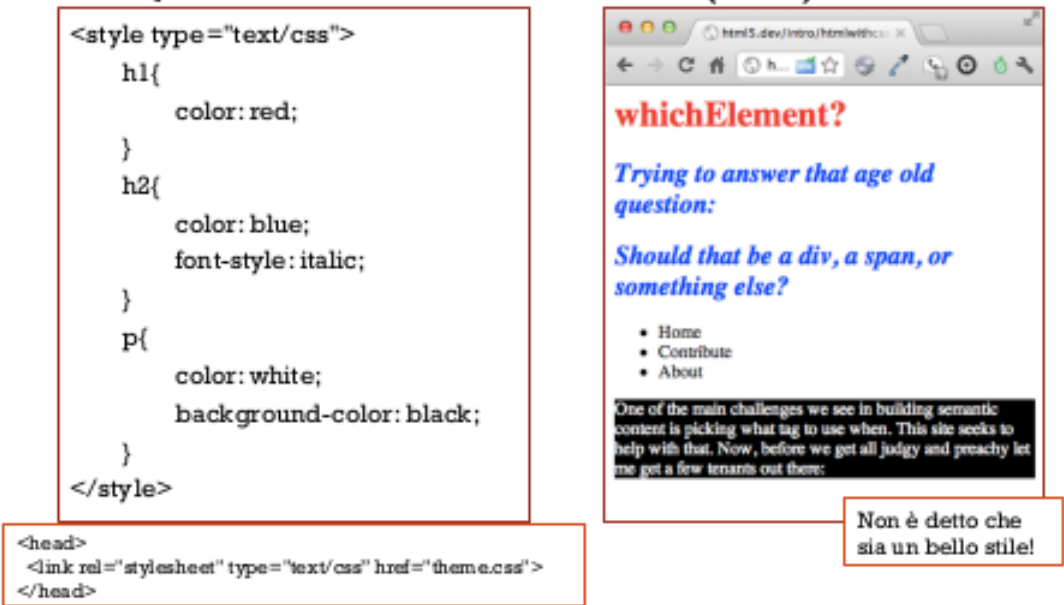 <style type="text/css">
h1{
color: red;
}
h2{
color: blue;
font-style: italic;
}
p{
color: white;
background-color: black;
}
</style>
<head>
<link rel="stylesheet" type="text/css" href="theme.css">
</head>
html5.dev/intro/htmlwithcs
h...
whichElement?
Trying to answer that age old
question:
Should that be a div, a span, or
something else?
• Home
• Contribute
• About
One of the main challenges we see in building semantic
content is picking what tag to use when. This site seeks to
help with that. Now, before we get all judgy and preachy let
me get a few tenants out there:
Non è detto che
sia un bello stile!